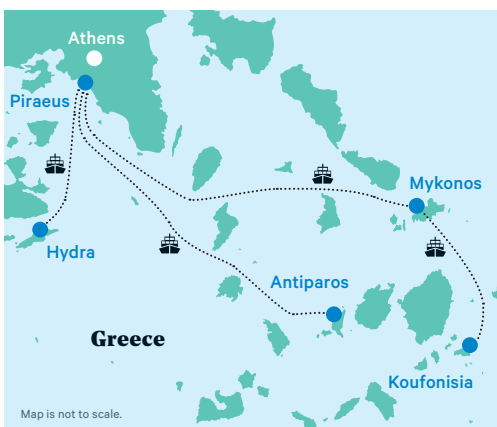 Athens
Piraeus
Mykonos
Hydra
Antiparos
Greece
Koufonisia
Map is not to scale.